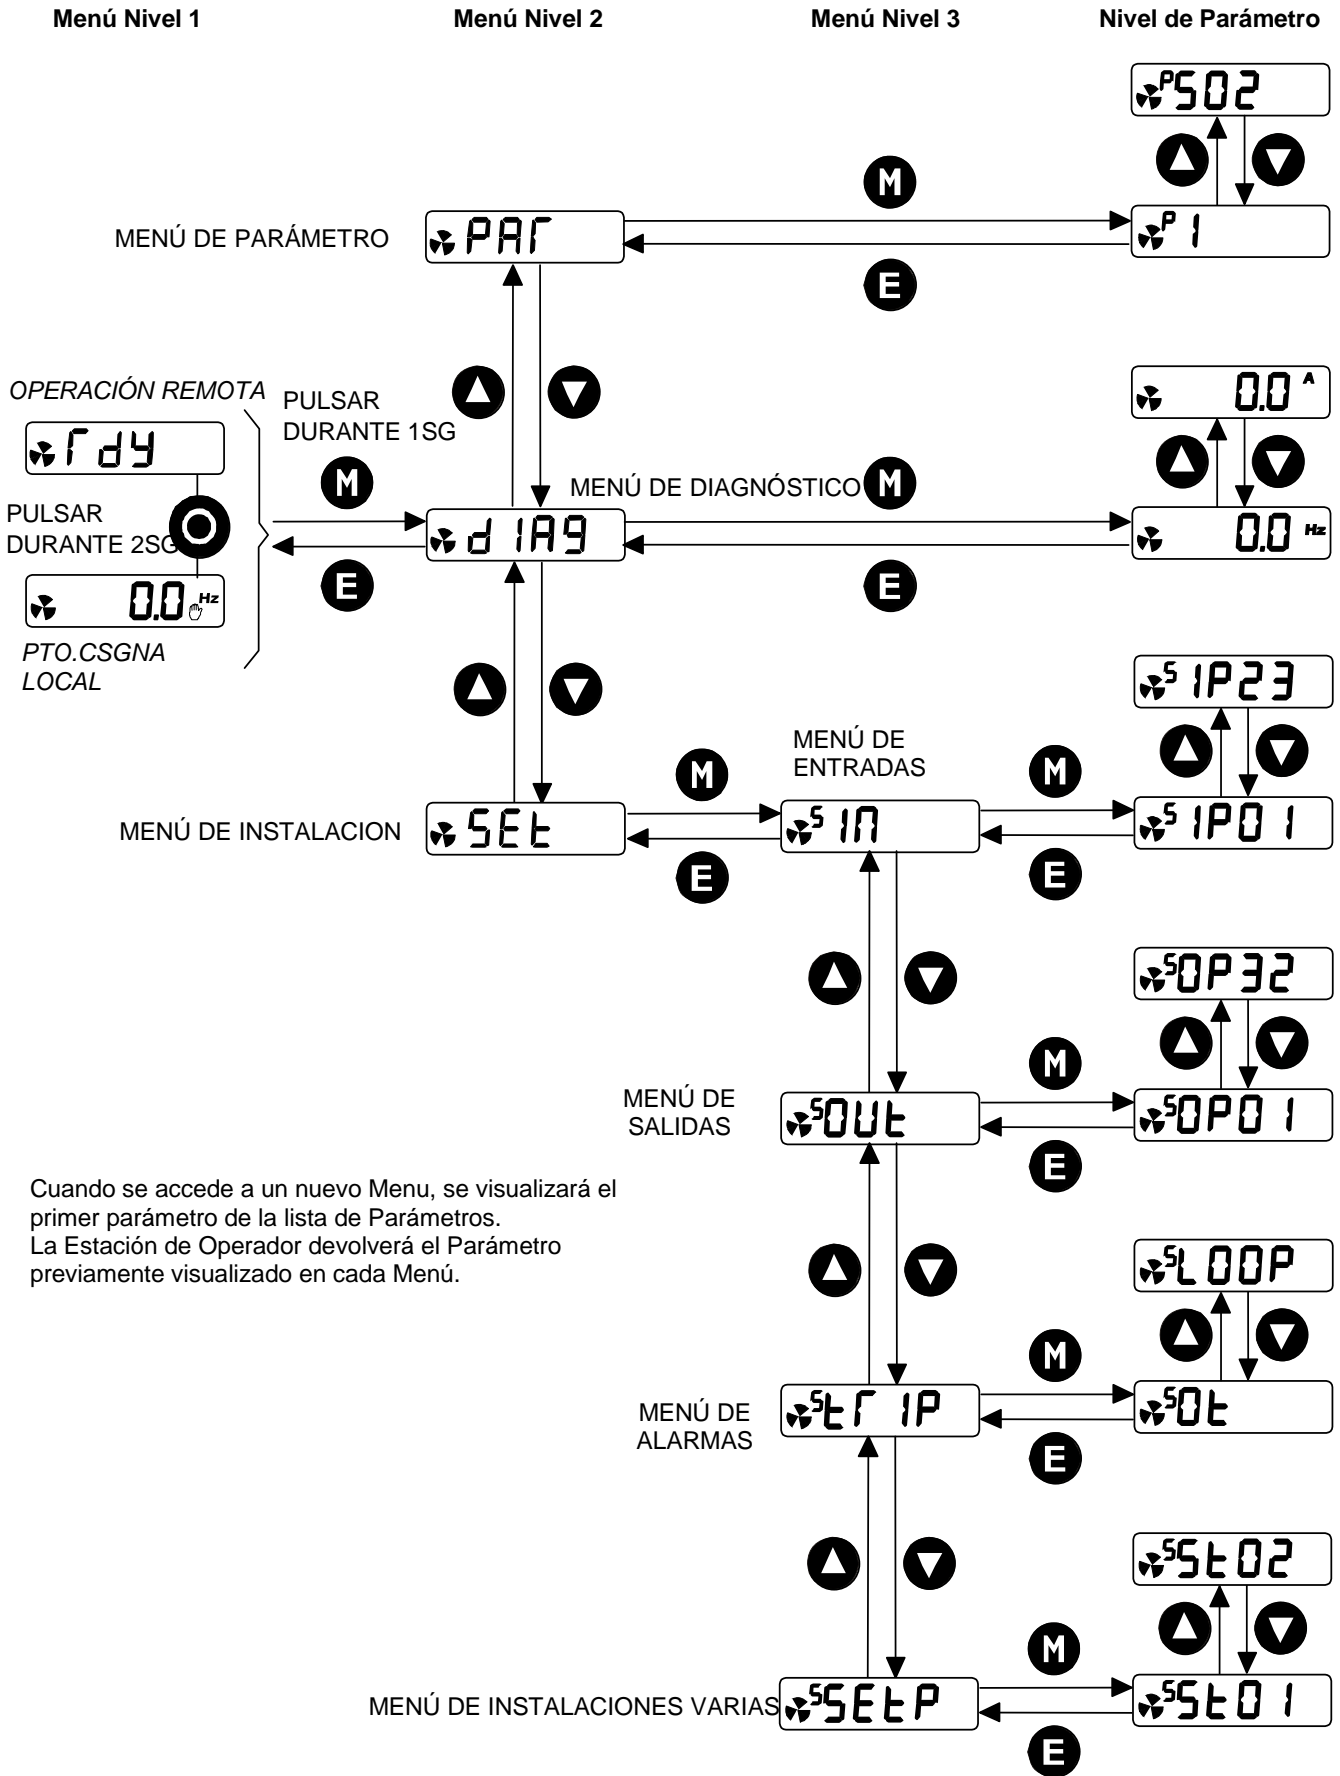 Menú Nivel 1 Menú Nivel 2 Menú Nivel 3 Nivel de Parámetro
P S02
M
MENÚ DE PARÁMETRO PAr P 1
E
OPERACIÓN REMOTA
rdY
PULSAR
DURANTE 1SG
0.0 A
PULSAR
DURANTE 2SG
M
MENÚ DE DIAGNÓSTICO M
dIAg
0.0 Hz
E
E
0.0 Hz
PTO.CSGNA
LOCAL
S IP23
MENÚ DE
ENTRADAS
M
M
MENÚ DE INSTALACION SEt S In S IP01
E
E
S OP32
M
MENÚ DE
SALIDAS
S OUt S OP01
E
Cuando se accede a un nuevo Menu, se visualizará el
primer parámetro de la lista de Parámetros.
La Estación de Operador devolverá el Parámetro
previamente visualizado en cada Menú.
S LOOP
M
MENÚ DE
ALARMAS
S trIP S Ot
E
S St02
M
MENÚ DE INSTALACIONES VARIAS S SEtP S St01
E